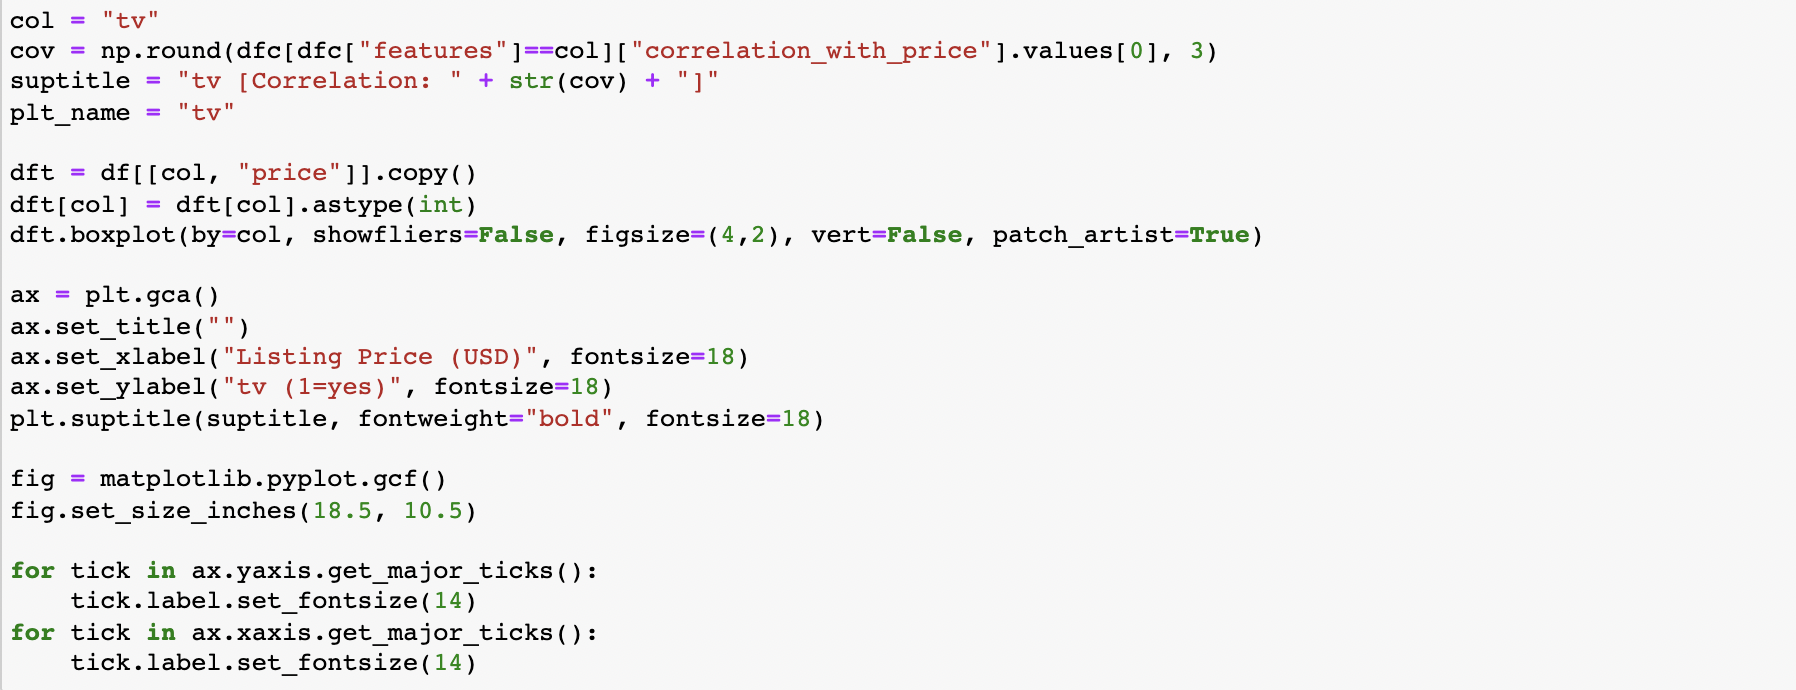 col = "tv"
cov = np.round(dfc[dfc["features"]==col]["correlation_with_price"].values[0], 3)
suptitle = "tv [Correlation: " + str(cov) + "]"
plt_name = "tv"

dft = df[[col, "price"]].copy()
dft[col] = dft[col].astype(int)
dft.boxplot(by=col, showfliers=False, figsize=(4,2), vert=False, patch_artist=True)

ax = plt.gca()
ax.set_title("")
ax.set_xlabel("Listing Price (USD)", fontsize=18)
ax.set_ylabel("tv (1=yes)", fontsize=18)
plt.suptitle(suptitle, fontweight="bold", fontsize=18)

fig = matplotlib.pyplot.gcf()
fig.set_size_inches(18.5, 10.5)

for tick in ax.yaxis.get_major_ticks():
    tick.label.set_fontsize(14)
for tick in ax.xaxis.get_major_ticks():
    tick.label.set_fontsize(14)